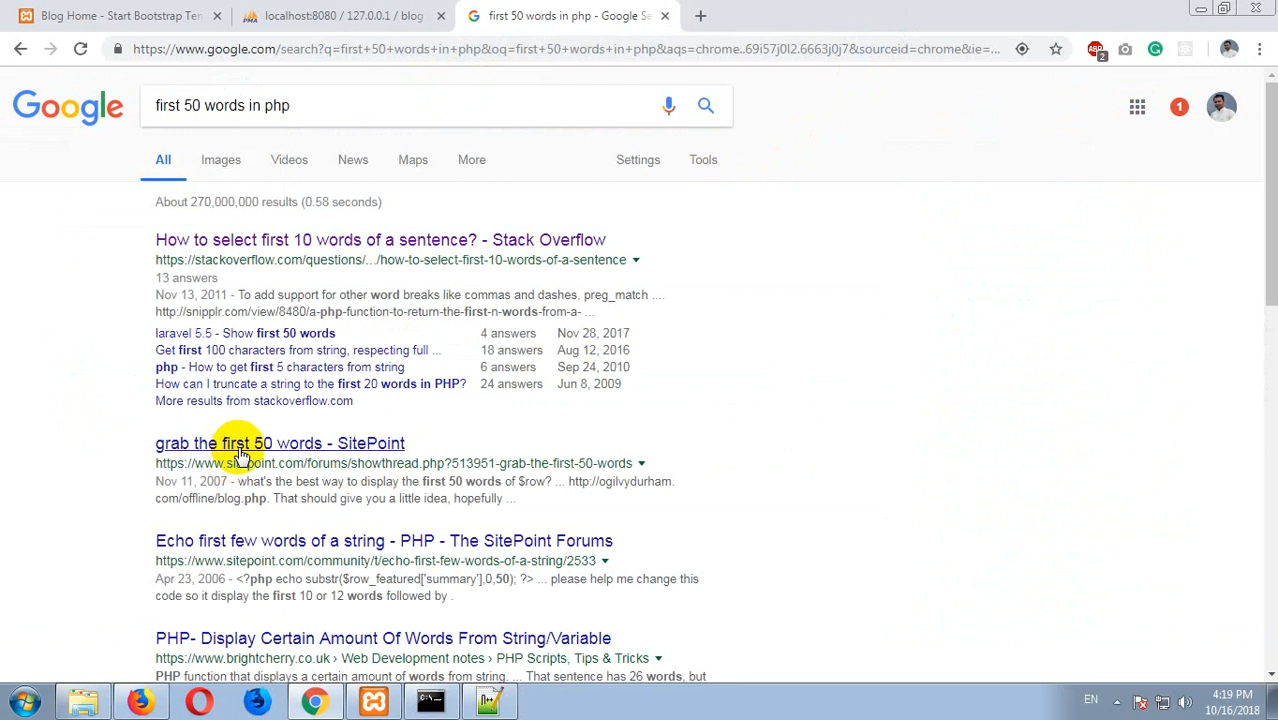 Blog Home - Start Bootstrap Tem
localhost:8080 / 127.0.0.1 / blog
first 50 words in php - Google Se
https://www.google.com/search?q=first+50+words+in+php&oq=first+50+words+in+php&aqs=chrome..69i57j0l2.6663j0j7&sourceid=chrome&ie=...
2
Google
first 50 words in php
1
All Images Videos News Maps More Settings Tools
About 270,000,000 results (0.58 seconds)
How to select first 10 words of a sentence? - Stack Overflow
https://stackoverflow.com/questions/.../how-to-select-first-10-words-of-a-sentence
13 answers
Nov 13, 2011 - To add support for other word breaks like commas and dashes, preg_match ....
http://snipplr.com/view/8480/a-php-function-to-return-the-first-n-words-from-a- ...
laravel 5.5 - Show first 50 words 4 answers Nov 28, 2017
Get first 100 characters from string, respecting full ... 18 answers Aug 12, 2016
php - How to get first 5 characters from string 6 answers Sep 24, 2010
How can I truncate a string to the first 20 words in PHP? 24 answers Jun 8, 2009
More results from stackoverflow.com
grab the first 50 words - SitePoint
https://www.sitepoint.com/forums/showthread.php?513951-grab-the-first-50-words
Nov 11, 2007 - what's the best way to display the first 50 words of $row? ... http://ogilvydurham.
com/offline/blog.php. That should give you a little idea, hopefully ...
Echo first few words of a string - PHP - The SitePoint Forums
https://www.sitepoint.com/community/t/echo-first-few-words-of-a-string/2533
Apr 23, 2006 - <?php echo substr($row_featured['summary'],0,50); ?> ... please help me change this
code so it display the first 10 or 12 words followed by .
PHP- Display Certain Amount Of Words From String/Variable
https://www.brightcherry.co.uk › Web Development notes › PHP Scripts, Tips & Tricks
PHP function that displays a certain amount of words from string. That sentence has 26 words, but
EN
4:19 PM
10/16/2018